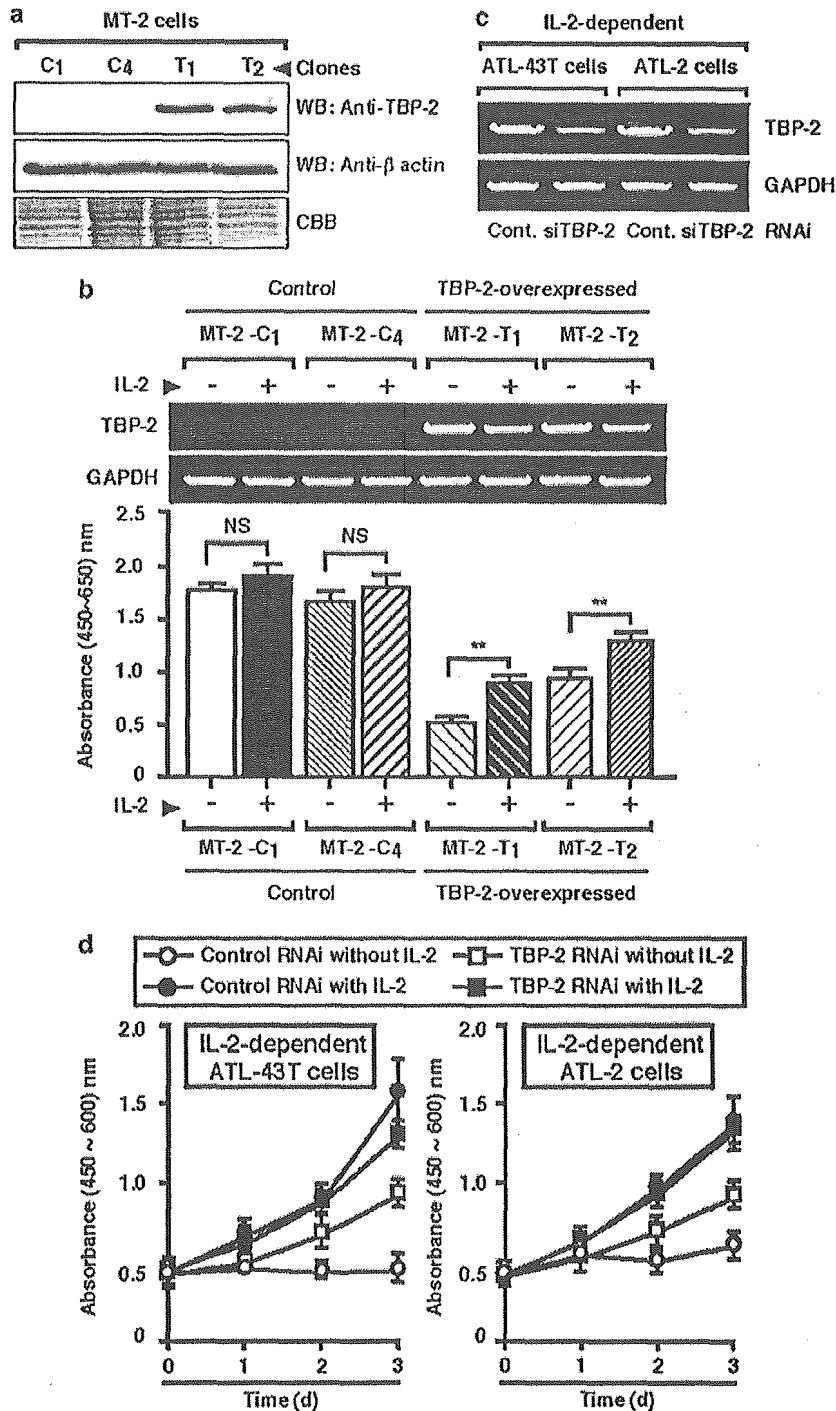 a
MT-2 cells
C1 C4 T1 T2 Clones
WB: Anti-TBP-2
WB: Anti-β actin
CBB
c
IL-2-dependent
ATL-43T cells ATL-2 cells
TBP-2
GAPDH
Cont. siTBP-2 Cont. siTBP-2 RNAi
b
Control TBP-2-overexpressed
MT-2-C1 MT-2-C4 MT-2-T1 MT-2-T2
IL-2 - + - + - + - +
TBP-2
GAPDH
Absorbance (450~650) nm
2.5
2.0
1.5
1.0
0.5
0
NS NS ** **
IL-2 - + - + - + - +
MT-2-C1 MT-2-C4 MT-2-T1 MT-2-T2
Control TBP-2-overexpressed
d
Control RNAi without IL-2 TBP-2 RNAi without IL-2
Control RNAi with IL-2 TBP-2 RNAi with IL-2
IL-2-dependent
ATL-43T cells
Absorbance (450 ~ 600) nm
2.0
1.5
1.0
0.5
0
0 1 2 3
Time (d)
IL-2-dependent
ATL-2 cells
Absorbance (450 ~ 600) nm
2.0
1.5
1.0
0.5
0
0 1 2 3
Time (d)